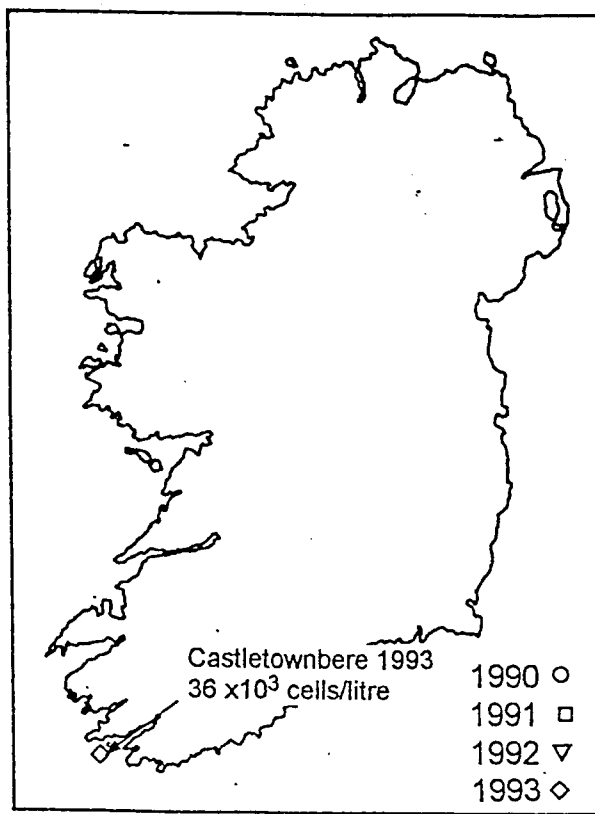 Castletownbere 1993
36 x10³ cells/litre
1990 ○
1991 □
1992 ▽
1993 ◇